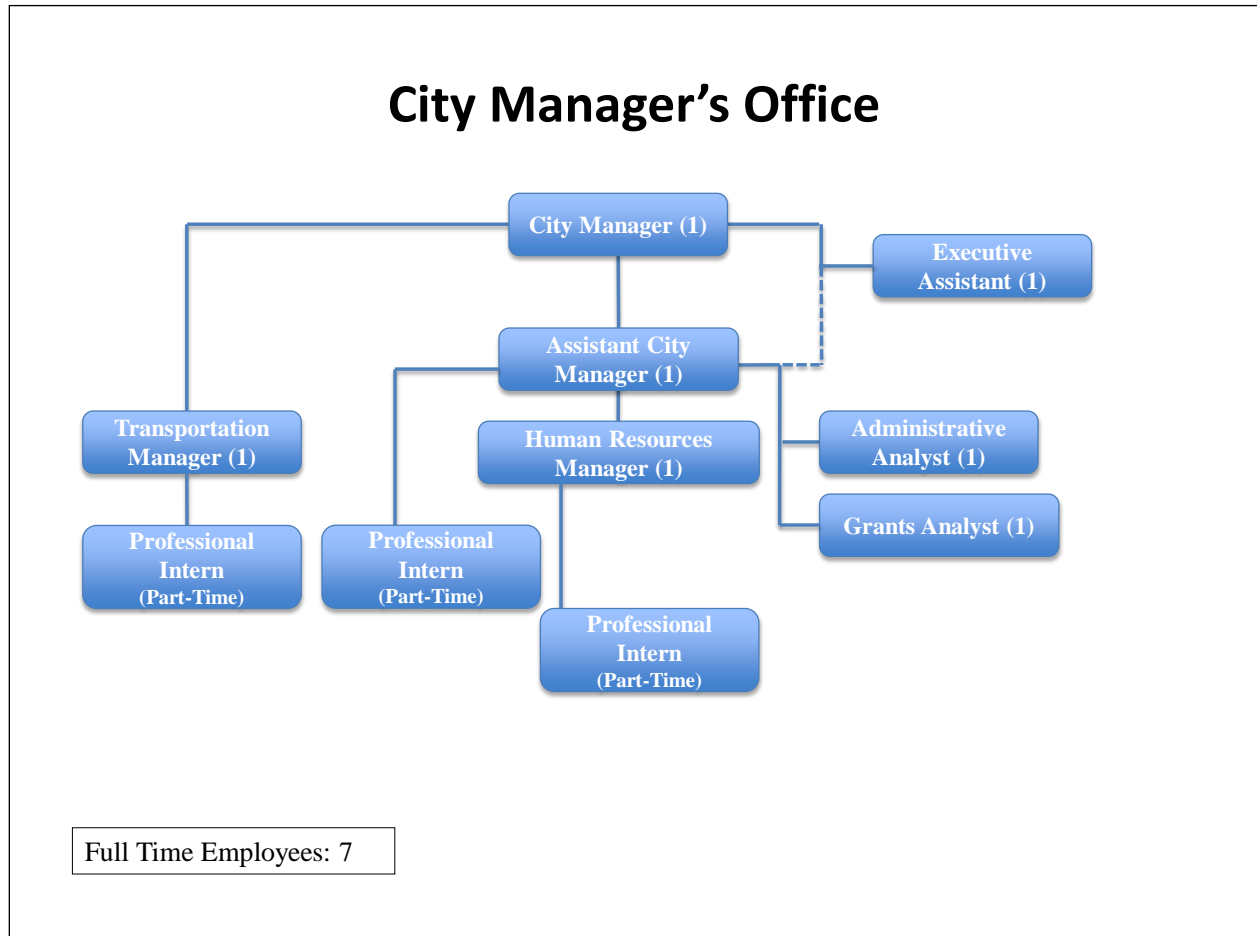 City Manager’s Office
City Manager (1)
Executive
Assistant (1)
Assistant City
Manager (1)
Transportation
Manager (1)
Human Resources
Manager (1)
Administrative
Analyst (1)
Grants Analyst (1)
Professional
Intern
(Part-Time)
Professional
Intern
(Part-Time)
Professional
Intern
(Part-Time)
Full Time Employees: 7